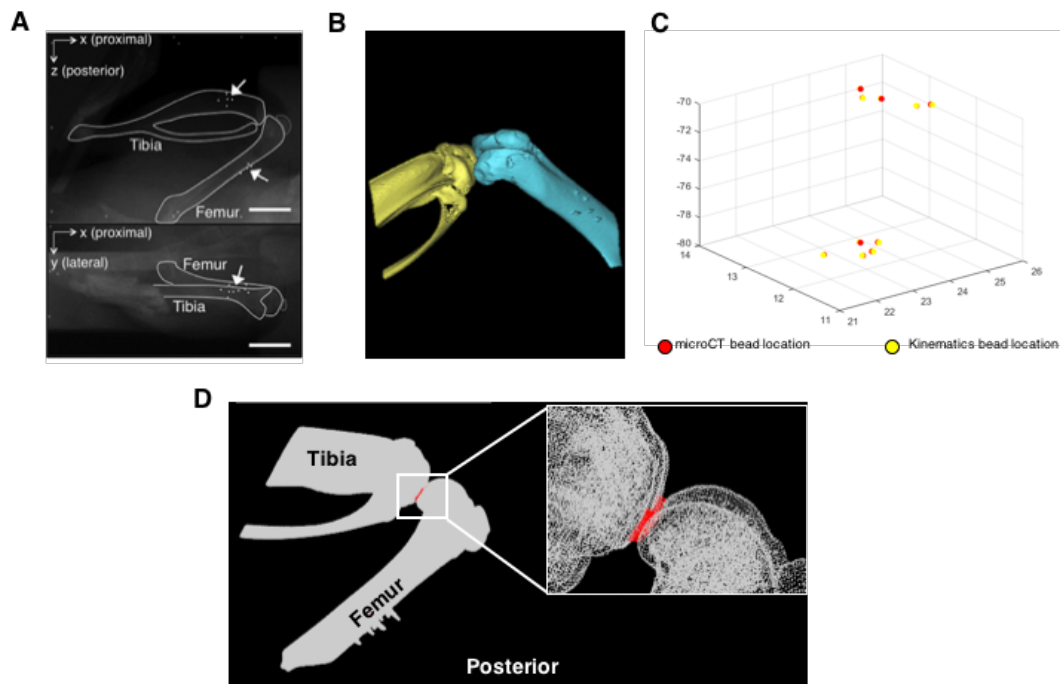 A
x (proximal)
z (posterior)
Tibia
Femur.
x (proximal)
y (lateral)
Femur
Tibia
B
C
-70
-72
-74
-76
-78
-80
14
13
12
11
21
22
23
24
25
26
microCT bead location
Kinematics bead location
D
Tibia
Femur
Posterior